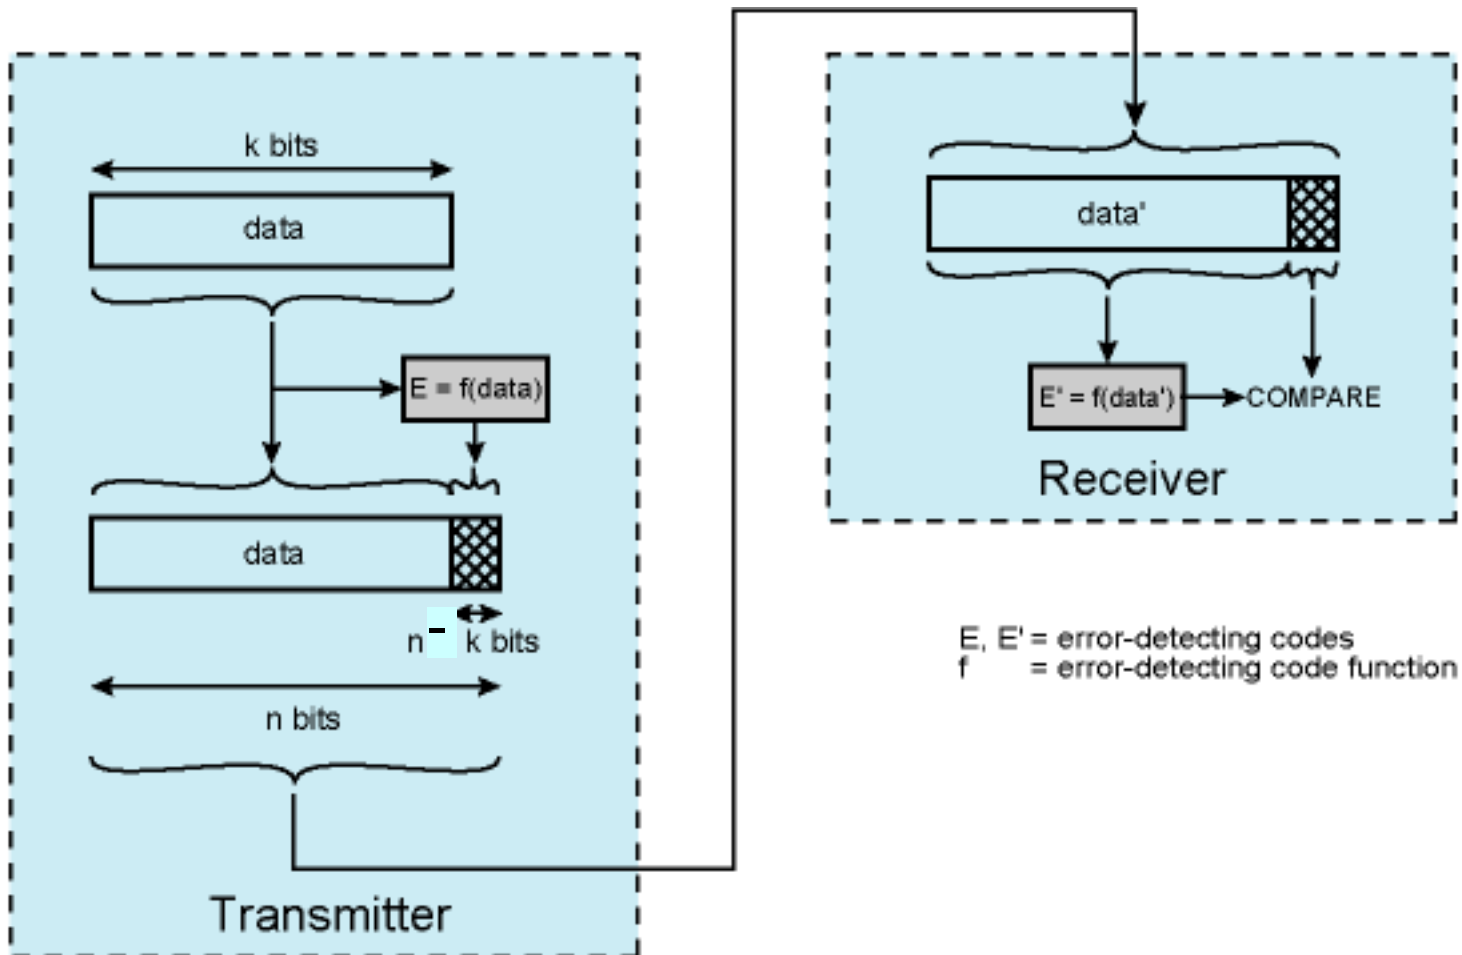 k bits
data
E = f(data)
data
n - k bits
n bits
Transmitter
data'
E' = f(data')
COMPARE
Receiver
E, E' = error-detecting codes
f = error-detecting code function